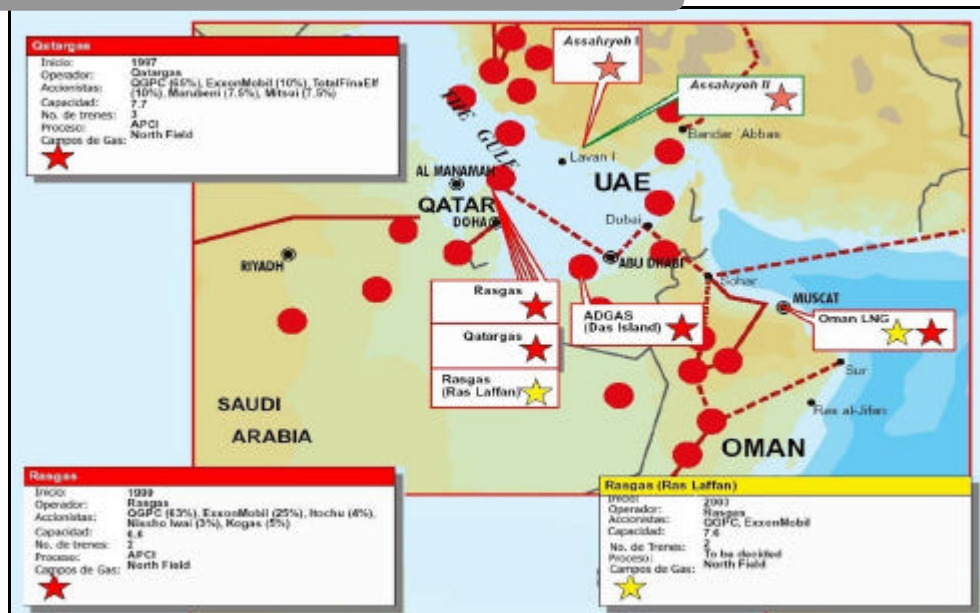 Qatargas
Inicio: 1997
Operador: Qatargas
Accionistas: QGPC (65%), ExxonMobil (10%), TotalFinaElf
(10%), Marubeni (7.5%), Mitsui (7.5%)
Capacidad: 7.7
No. de trenes: 3
Proceso: APCI
Campos de Gas: North Field
Assaluyeh I
Assaluyeh II
THE GULF
Bandar Abbas
Lavan I
AL MANAMAH
UAE
QATAR
DOHA
Dubai
RIYADH
ABU DHABI
Sohar
MUSCAT
Rasgas
ADGAS
(Das Island)
Oman LNG
Qatargas
Rasgas
(Ras Laffan)
Sur
Ras al-Jifan
SAUDI
ARABIA
OMAN
Rasgas
Inicio: 1999
Operador: Rasgas
Accionistas: QGPC (63%), ExxonMobil (25%), Itochu (4%),
Nissho Iwai (3%), Kogas (5%)
Capacidad: 6.6
No. de trenes: 2
Proceso: APCI
Campos de Gas: North Field
Rasgas (Ras Laffan)
Inicio: 2003
Operador: Rasgas
Accionistas: QGPC, ExxonMobil
Capacidad: 7.6
No. de Trenes: 2
Proceso: To be decided
Campos de Gas: North Field